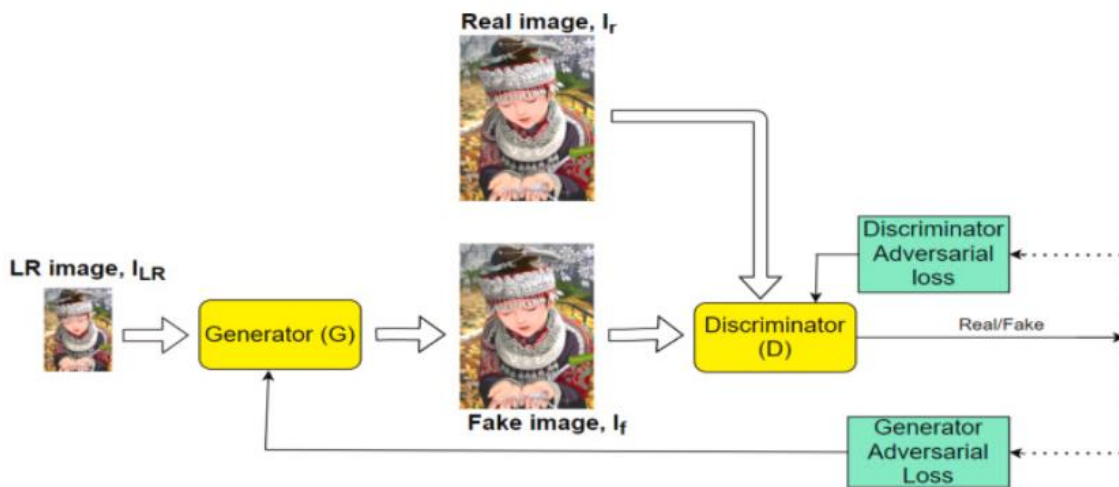 Real image, Ir
LR image, ILR
Generator (G)
Fake image, If
Discriminator
(D)
Discriminator
Adversarial
loss
Real/Fake
Generator
Adversarial
Loss